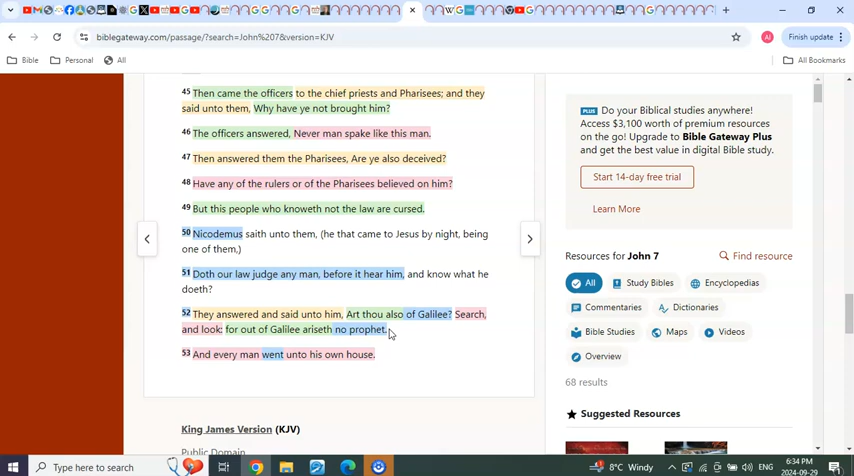 biblegateway.com/passage/?search=John%207&version=KJV
AI
Finish update
Bible
Personal
All
All Bookmarks
45 Then came the officers to the chief priests and Pharisees; and they
said unto them, Why have ye not brought him?
46 The officers answered, Never man spake like this man.
47 Then answered them the Pharisees, Are ye also deceived?
48 Have any of the rulers or of the Pharisees believed on him?
49 But this people who knoweth not the law are cursed.
50 Nicodemus saith unto them, (he that came to Jesus by night, being
one of them,)
51 Doth our law judge any man, before it hear him, and know what he
doeth?
52 They answered and said unto him, Art thou also of Galilee? Search,
and look: for out of Galilee ariseth no prophet.
53 And every man went unto his own house.
King James Version (KJV)
Public Domain
PLUS Do your Biblical studies anywhere!
Access $3,100 worth of premium resources
on the go! Upgrade to Bible Gateway Plus
and get the best value in digital Bible study.
Start 14-day free trial
Learn More
Resources for John 7
Find resource
All
Study Bibles
Encyclopedias
Commentaries
Dictionaries
Bible Studies
Maps
Videos
Overview
68 results
Suggested Resources
Type here to search
8°C Windy
ENG
6:34 PM
2024-09-29